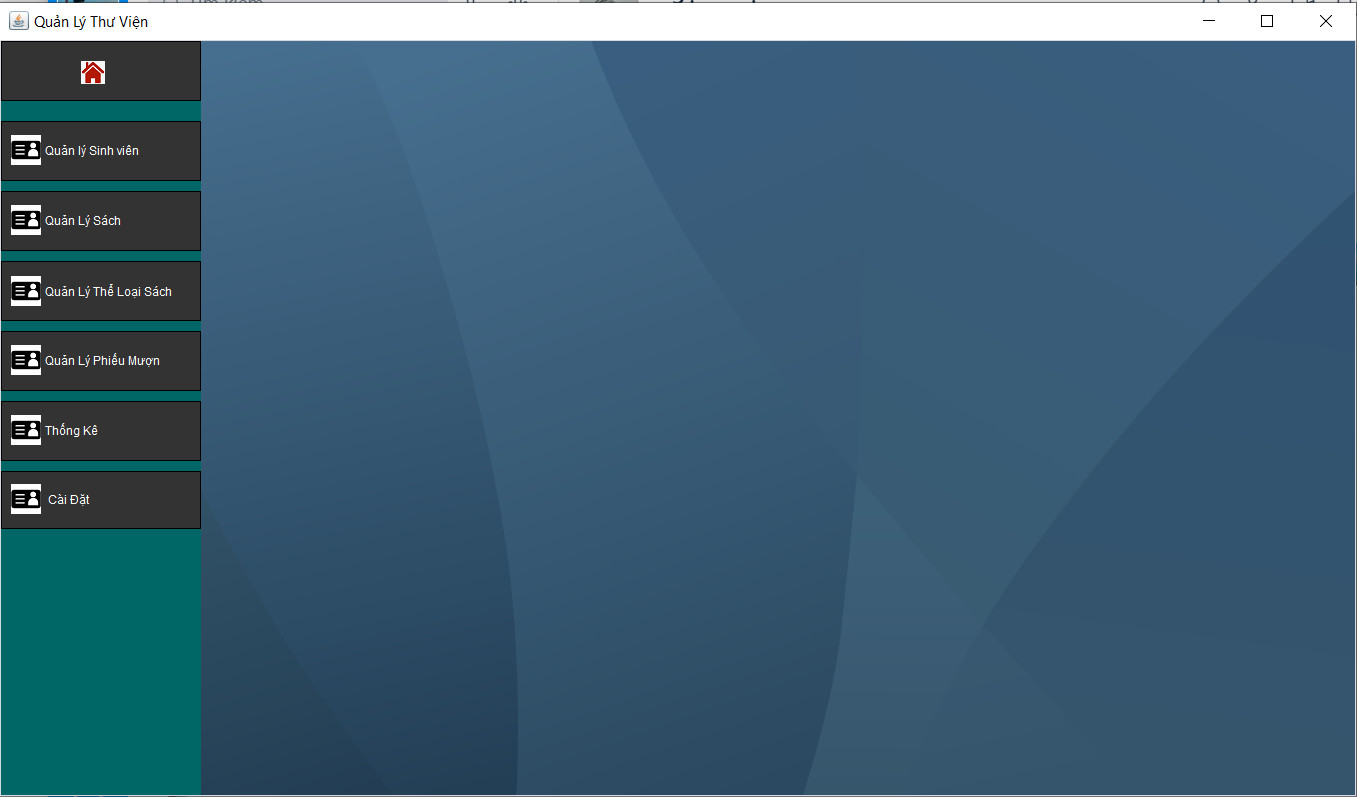 Quản Lý Thư Viện
Quản lý Sinh viên
Quản Lý Sách
Quản Lý Thể Loại Sách
Quản Lý Phiếu Mượn
Thống Kê
Cài Đặt